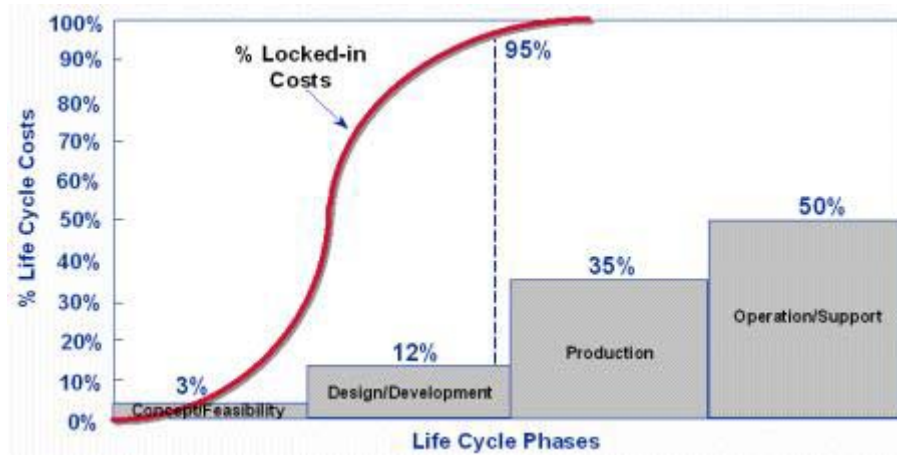 100%
90%
80%
70%
60%
50%
40%
30%
20%
10%
0%
% Life Cycle Costs
% Locked-in
Costs
95%
3%
Concept/Feasibility
12%
Design/Development
35%
Production
50%
Operation/Support
Life Cycle Phases